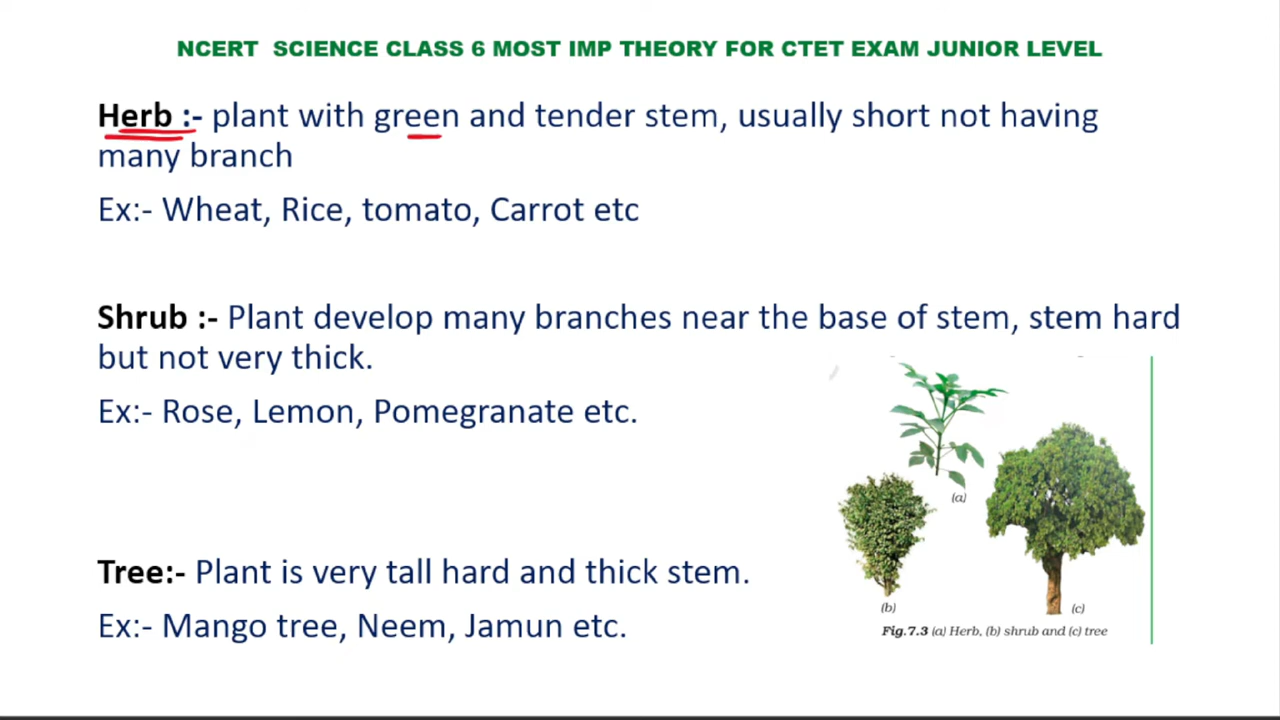 NCERT SCIENCE CLASS 6 MOST IMP THEORY FOR CTET EXAM JUNIOR LEVEL
Herb :- plant with green and tender stem, usually short not having
many branch
Ex:- Wheat, Rice, tomato, Carrot etc
Shrub :- Plant develop many branches near the base of stem, stem hard
but not very thick.
Ex:- Rose, Lemon, Pomegranate etc.
Tree:- Plant is very tall hard and thick stem.
Ex:- Mango tree, Neem, Jamun etc.
(a)
(b)
(c)
Fig.7.3 (a) Herb, (b) shrub and (c) tree